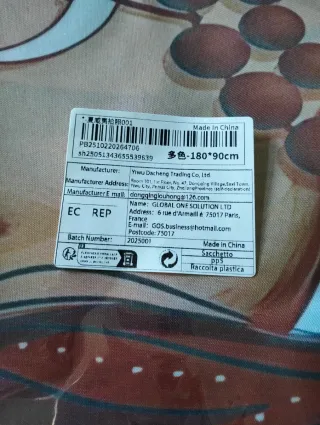 Made in China
PB2510220264706
sh25051343655539839
多色-180*90cm
Manufacturer: Yiwu Dacheng Trading Co., Ltd.
Manufacturer Address:
Manufacturer E-mail: dongqinglouhong@126.com
EC REP
Name: GLOBAL ONE SOLUTION LTD
Address: 6 rue d'Armaillé 75017 Paris,
France
E-mail: GOS.business@hotmail.com
Postcode: 75017
Batch Number: 2025001 Made in China
Sacchetto
pp5
Raccolta plastica